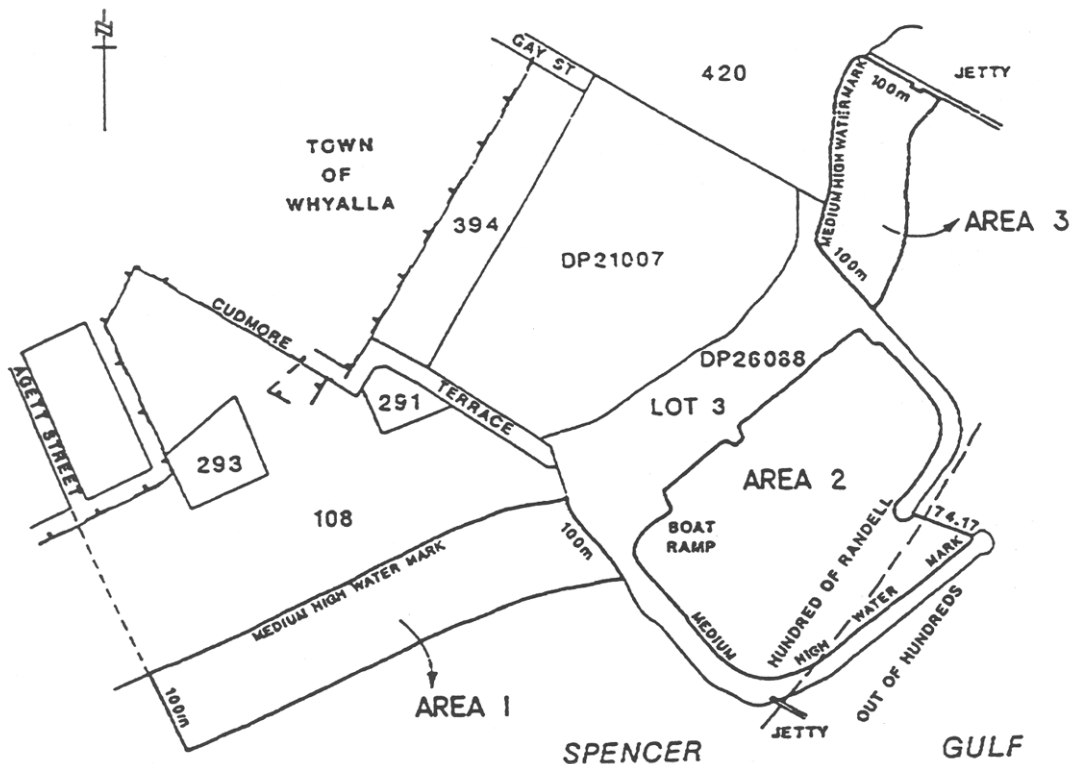 N
GAY ST
420
JETTY
100m
MEDIUM HIGH WATER MARK
TOWN
OF
WHYALLA
394
AREA 3
DP21007
100m
CUDMORE
DP26088
291
TERRACE
LOT 3
293
AREA 2
74.17
108
BOAT
RAMP
100m
HUNDRED OF RANDELL
MEDIUM HIGH WATER MARK
MEDIUM
HIGH
WATER
MARK
OUT OF HUNDREDS
100m
AREA 1
JETTY
SPENCER
GULF